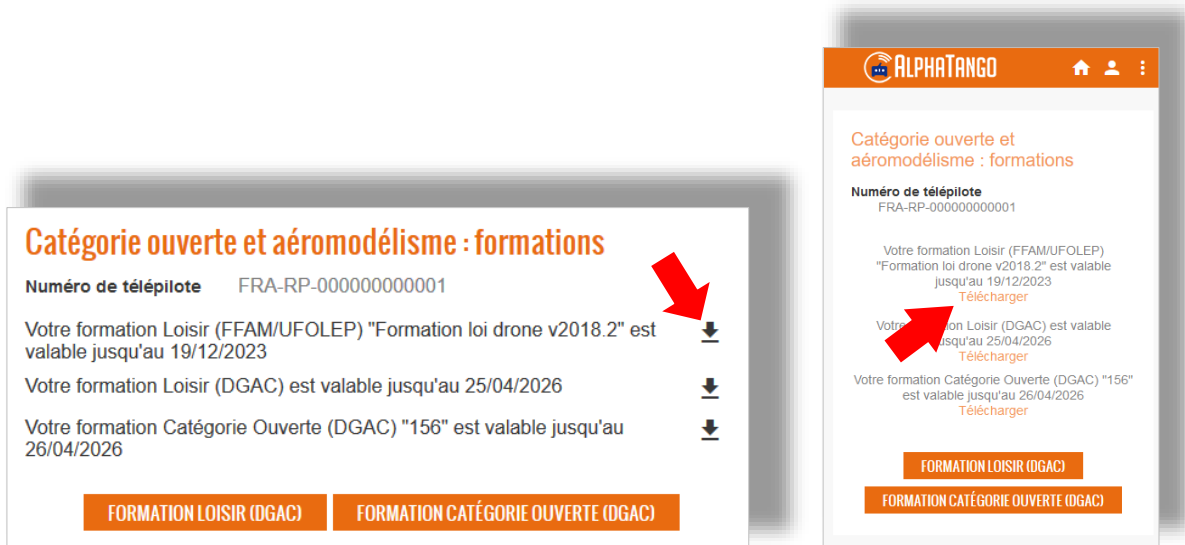 Catégorie ouverte et aéromodélisme : formations
Numéro de télépilote FRA-RP-000000000001
Votre formation Loisir (FFAM/UFOLEP) "Formation loi drone v2018.2" est
valable jusqu'au 19/12/2023
Votre formation Loisir (DGAC) est valable jusqu'au 25/04/2026
Votre formation Catégorie Ouverte (DGAC) "156" est valable jusqu'au
26/04/2026
FORMATION LOISIR (DGAC) FORMATION CATÉGORIE OUVERTE (DGAC)
ALPHATANGO
Catégorie ouverte et
aéromodélisme : formations
Numéro de télépilote
FRA-RP-000000000001
Votre formation Loisir (FFAM/UFOLEP)
"Formation loi drone v2018.2" est valable
jusqu'au 19/12/2023
Télécharger
Loisir (DGAC) est valable
jusqu'au 25/04/2026
Télécharger
Votre formation Catégorie Ouverte (DGAC) "156"
est valable jusqu'au 26/04/2026
Télécharger
FORMATION LOISIR (DGAC)
FORMATION CATÉGORIE OUVERTE (DGAC)